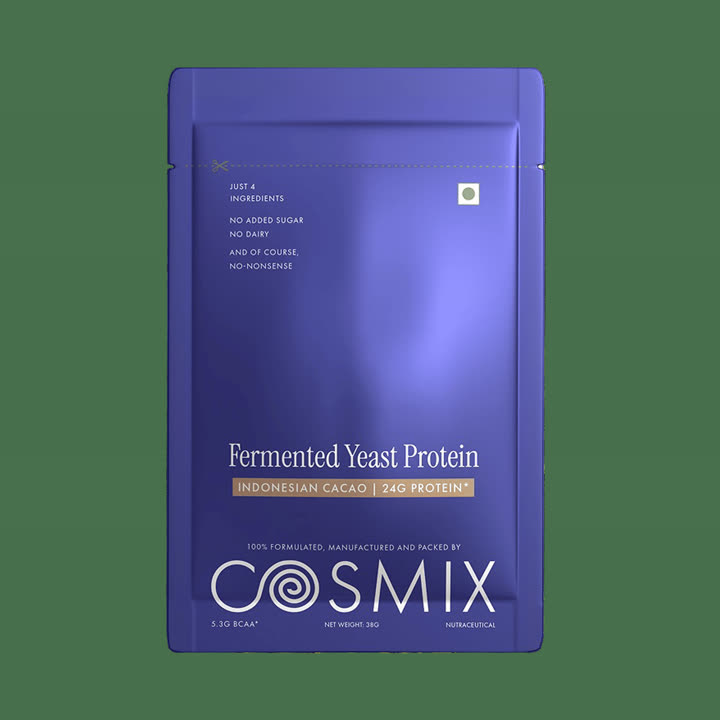 JUST 4
INGREDIENTS
NO ADDED SUGAR
NO DAIRY
AND OF COURSE,
NO-NONSENSE
Fermented Yeast Protein
INDONESIAN CACAO | 24G PROTEIN*
100% FORMULATED, MANUFACTURED AND PACKED BY
COSMIX
5.3G BCAA* NET WEIGHT: 38G NUTRACEUTICAL